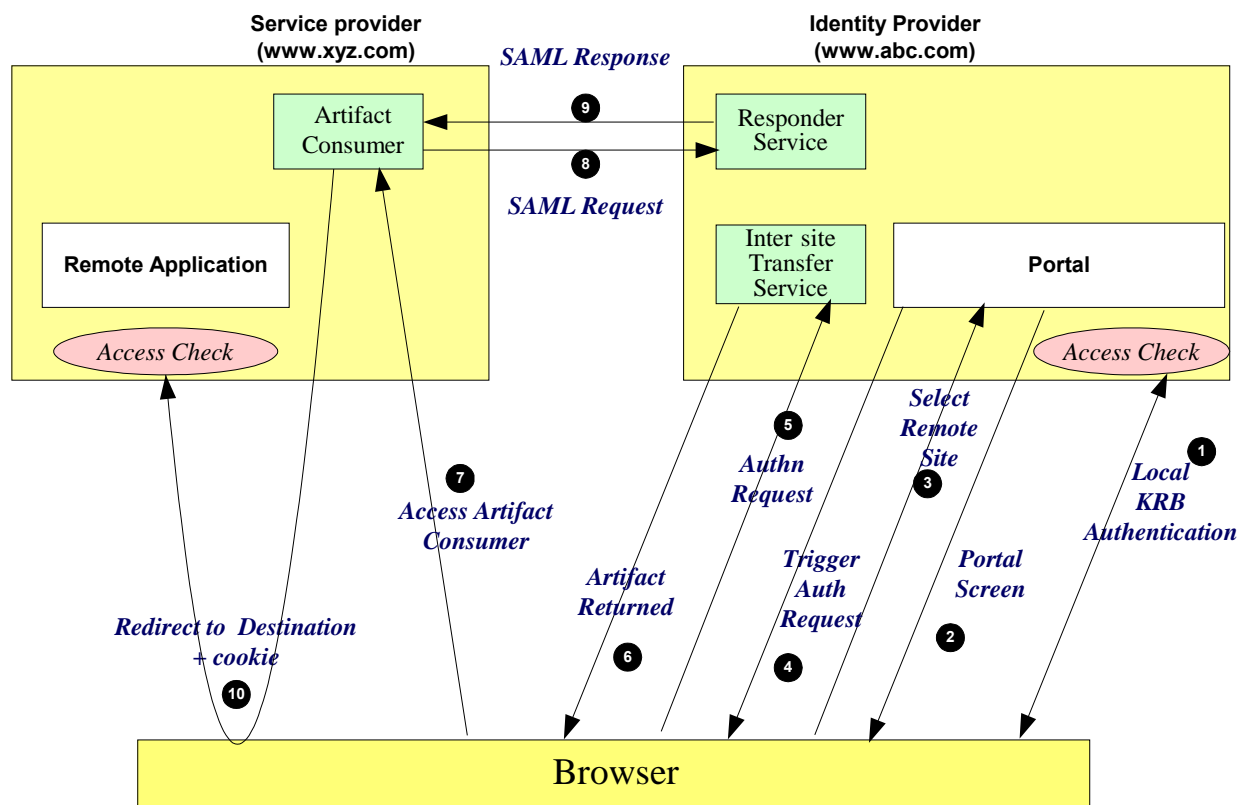 Service provider
(www.xyz.com)
Identity Provider
(www.abc.com)
SAML Response
9
Artifact
Consumer
Responder
Service
8
SAML Request
Remote Application
Inter site
Transfer
Service
Portal
Access Check
Access Check
Select
Remote
Site
3
5
Authn
Request
1
Local
KRB
Authentication
7
Access Artifact
Consumer
Artifact
Returned
6
Trigger
Auth
Request
4
Portal
Screen
2
Redirect to Destination
+ cookie
10
Browser